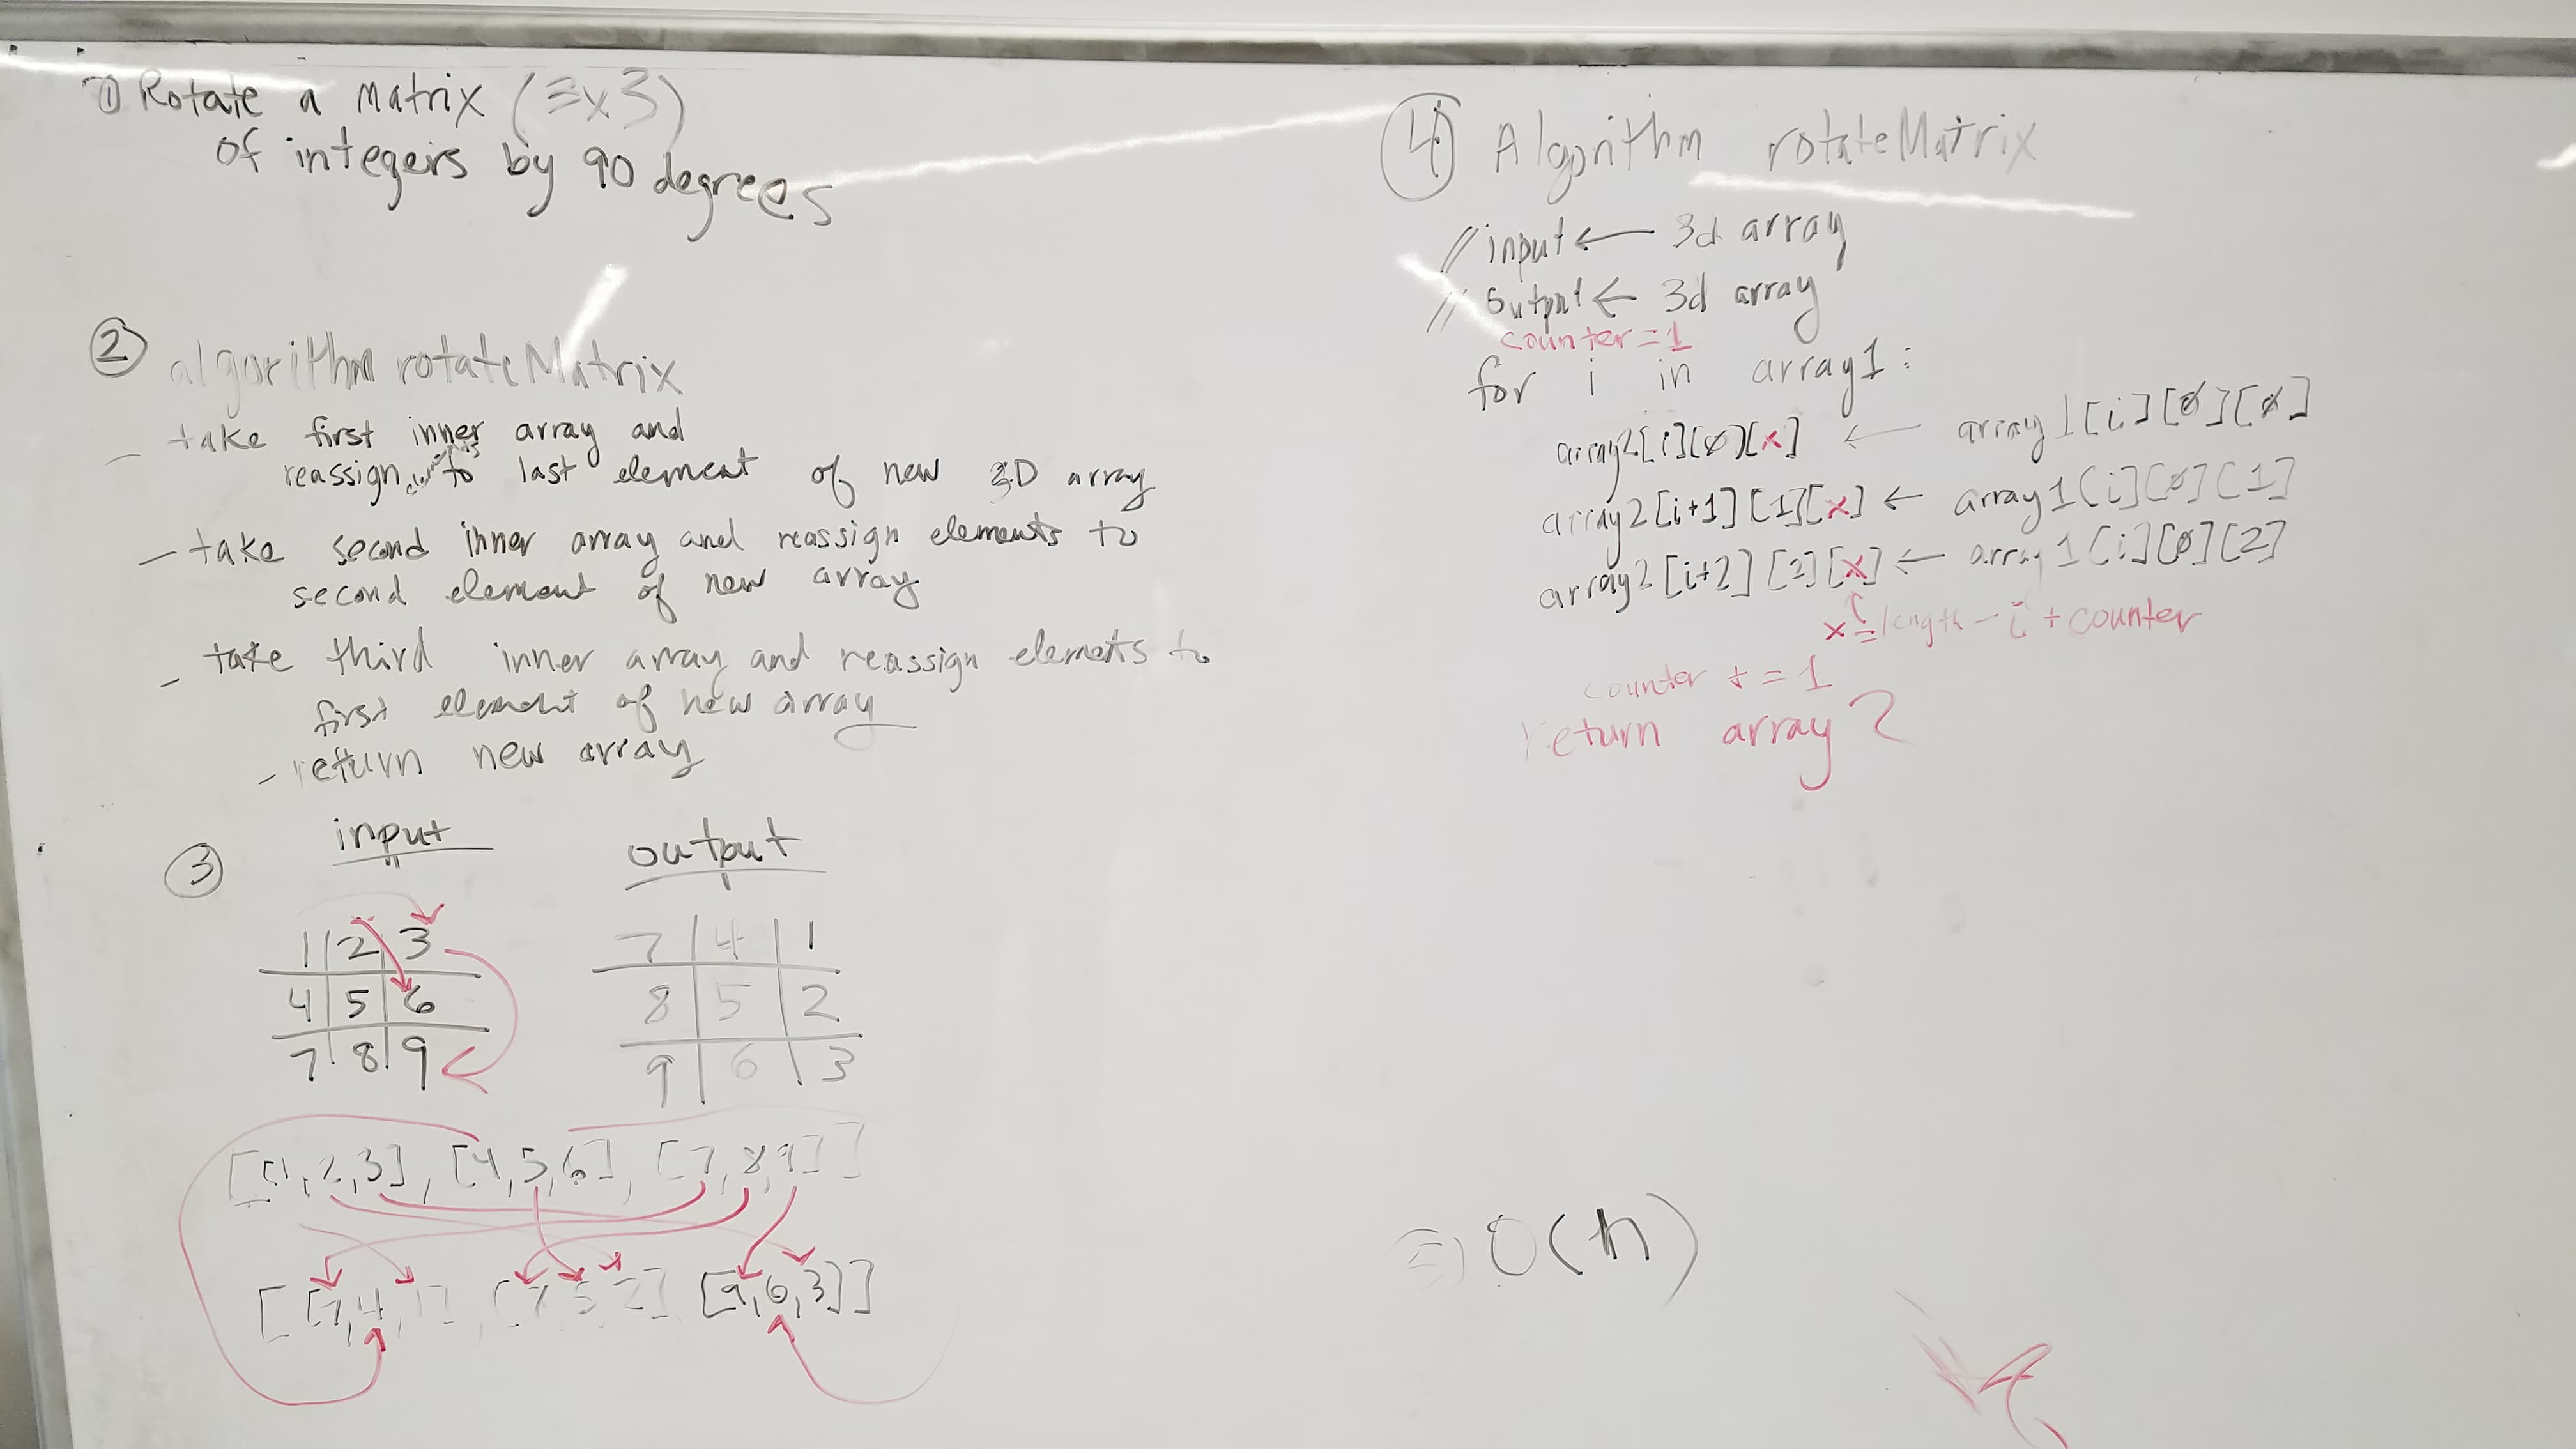 ① Rotate a Matrix (3x3)
of integers by 90 degrees
②
algorithm rotateMatrix
- take first inner array and
reassign elements to last element of new 3D array
- take second inner array and reassign elements to
second element of new array
- take third inner array and reassign elements to
first element of new array
- return new array
③
input
output
1 2 3
4 5 6
7 8 9
7 4 1
8 5 2
9 6 3
[[1,2,3], [4,5,6], [7,8,9]]
[[7,4,1] [ 5 2] [9,6,3]]
④ Algorithm rotateMatrix
// input ← 3d array
// output ← 3d array
counter = 1
for i in array1:
array2[i][0][x] ← array1[i][0][0]
array2[i+1][1][x] ← array1[i][0][1]
array2[i+2][2][x] ← array1[i][0][2]
x = length - i + counter
counter += 1
return array2
O(n)